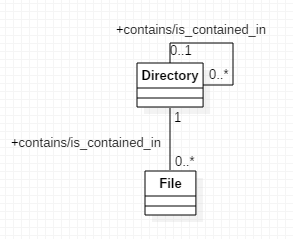 +contains/is_contained_in
0..1
Directory
0..*
1
+contains/is_contained_in
0..*
File